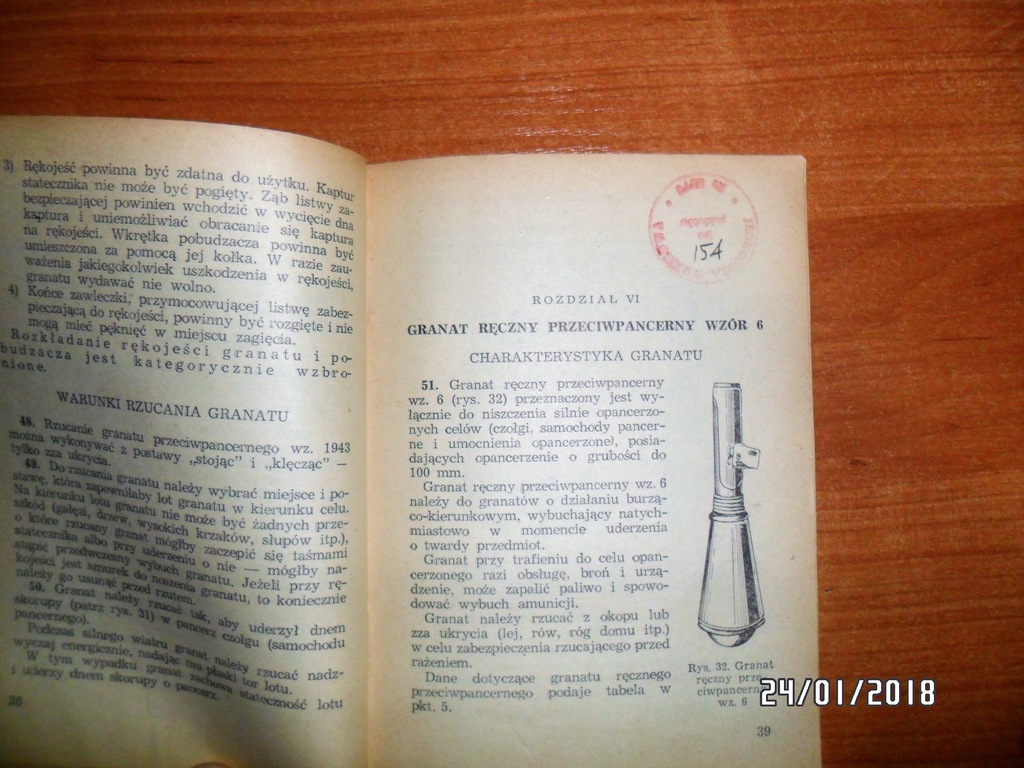 3) Rękojeść powinna być zdatna do użytku. Kaptur
statecznika nie może być pogięty. Ząb listwy za-
bezpieczającej powinien wchodzić w wycięcie dna
kaptura i uniemożliwiać obracanie się kaptura
na rękojeści. Wkrętka pobudzacza powinna być
umieszczona za pomocą jej kołka. W razie zau-
ważenia jakiegokolwiek uszkodzenia w rękojeści,
granatu wydawać nie wolno.
4) Końce zawleczki, przymocowującej listwę zabez-
pieczającą do rękojeści, powinny być rozgięte i nie
mogą mieć pęknięć w miejscu zagięcia.
Rozkładanie rękojeści granatu i po-
budzacza jest kategorycznie wzbro-
nione.
WARUNKI RZUCANIA GRANATU
48. Rzucanie granatu przeciwpancernego wz. 1943
można wykonywać z postawy „stojąc” i „klęcząc” —
tylko zza ukrycia.
49. Do rzucania granatu należy wybrać miejsce i po-
stawę, która zapewniłaby lot granatu w kierunku celu.
Na kierunku lotu granatu nie może być żadnych prze-
szkód (gałęzi, drzew, wysokich krzaków, słupów itp.),
o które rzucany granat mógłby zaczepić się taśmami
statecznika albo przy uderzeniu o nie — mógłby na-
stąpić przedwczesny wybuch granatu. Jeżeli przy rę-
kojeści jest sznurek do noszenia granatu, to koniecznie
należy go usunąć przed rzutem.
50. Granat należy rzucać tak, aby uderzył dnem
skorupy (patrz rys. 31) w pancerz czołgu (samochodu
pancernego).
Podczas silnego wiatru granat należy rzucać nadz-
wyczaj energicznie, nadając mu płaski tor lotu.
W tym wypadku granat zachowa stateczność lotu
i uderzy dnem skorupy o pancerz.
38
154
ROZDZIAŁ VI
GRANAT RĘCZNY PRZECIWPANCERNY WZÓR 6
CHARAKTERYSTYKA GRANATU
51. Granat ręczny przeciwpancerny
wz. 6 (rys. 32) przeznaczony jest wy-
łącznie do niszczenia silnie opancerzo-
nych celów (czołgi, samochody pancer-
ne i umocnienia opancerzone), posia-
dających opancerzenie o grubości do
100 mm.
Granat ręczny przeciwpancerny wz. 6
należy do granatów o działaniu burzą-
co-kierunkowym, wybuchający natych-
miastowo w momencie uderzenia
o twardy przedmiot.
Granat przy trafieniu do celu opan-
cerzonego razi obsługę, broń i urzą-
dzenie, może zapalić paliwo i spowo-
dować wybuch amunicji.
Granat należy rzucać z okopu lub
zza ukrycia (lej, rów, róg domu itp.)
w celu zabezpieczenia rzucającego przed
rażeniem.
Dane dotyczące granatu ręcznego
przeciwpancernego podaje tabela w
pkt. 5.
Rys. 32. Granat
ręczny prze-
ciwpancerny
wz. 6
39
24/01/2018